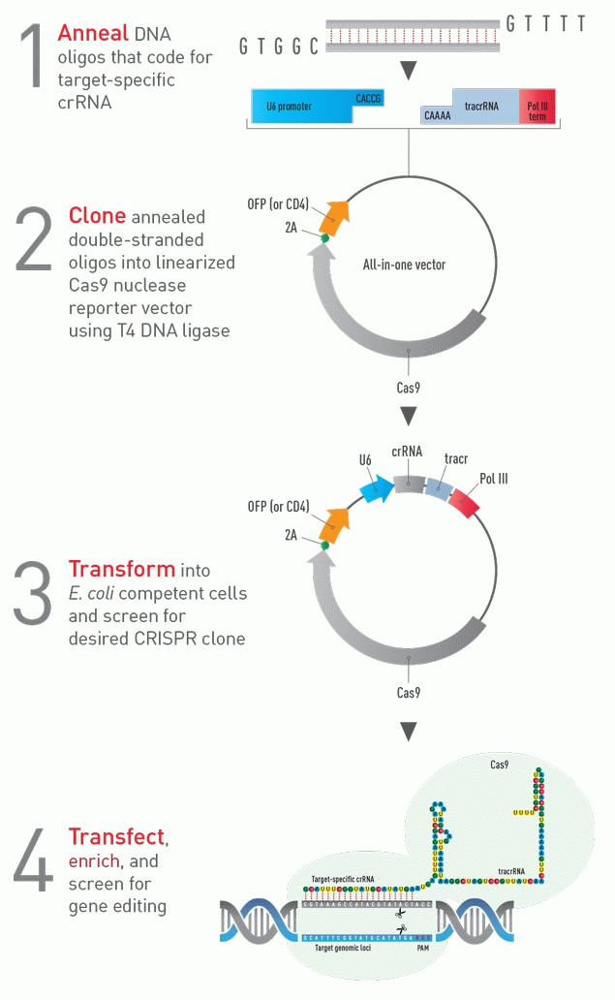 1
Anneal DNA
oligos that code for
target-specific
crRNA
G T T T T
G T G G C
U6 promoter
CACCG
CAAAA
tracrRNA
Pol III
term
2
Clone annealed
double-stranded
oligos into linearized
Cas9 nuclease
reporter vector
using T4 DNA ligase
OFP (or CD4)
2A
All-in-one vector
Cas9
3
Transform into
E. coli competent cells
and screen for
desired CRISPR clone
U6
crRNA
tracr
Pol III
OFP (or CD4)
2A
Cas9
4
Transfect,
enrich, and
screen for
gene editing
Cas9
tracrRNA
Target-specific crRNA
Target genomic loci
PAM